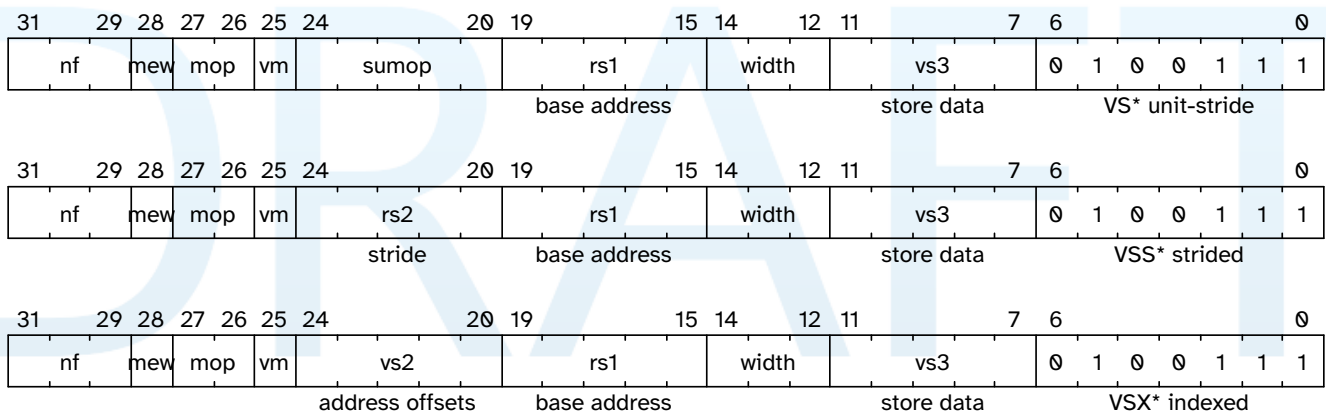 31 29 28 27 26 25 24 20 19 15 14 12 11 7 6 0
nf mew mop vm sumop rs1 width vs3 0 1 0 0 1 1 1
base address store data VS* unit-stride
31 29 28 27 26 25 24 20 19 15 14 12 11 7 6 0
nf mew mop vm rs2 rs1 width vs3 0 1 0 0 1 1 1
stride base address store data VSS* strided
31 29 28 27 26 25 24 20 19 15 14 12 11 7 6 0
nf mew mop vm vs2 rs1 width vs3 0 1 0 0 1 1 1
address offsets base address store data VSX* indexed
DRAFT